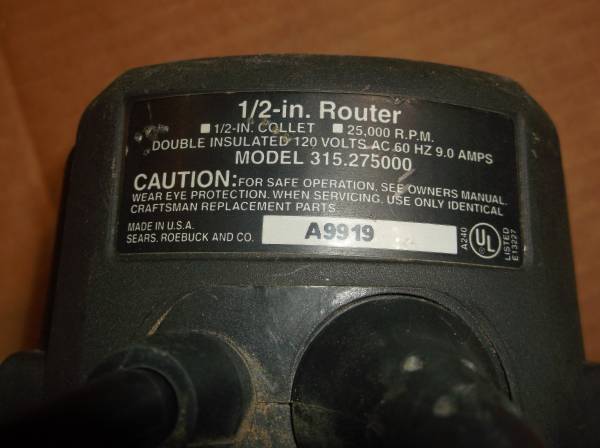 1/2-in. Router
■ 1/2-IN. COLLET ■ 25,000 R.P.M.
DOUBLE INSULATED 120 VOLTS AC 60 HZ 9.0 AMPS
MODEL 315.275000
CAUTION: FOR SAFE OPERATION, SEE OWNERS MANUAL.
WEAR EYE PROTECTION. WHEN SERVICING, USE ONLY IDENTICAL
CRAFTSMAN REPLACEMENT PARTS.
MADE IN U.S.A.
SEARS, ROEBUCK AND CO.
A9919
A240
UL
LISTED
E13227